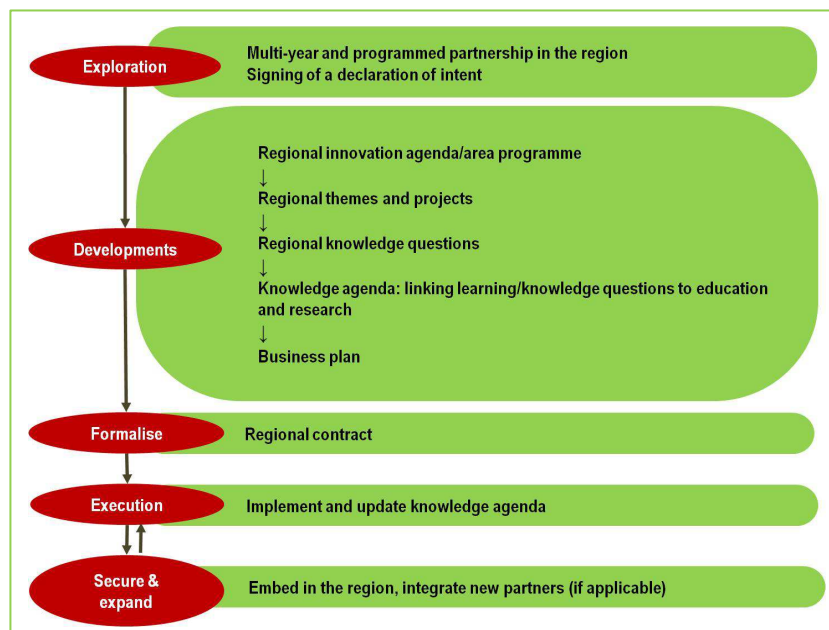 Exploration
Multi-year and programmed partnership in the region
Signing of a declaration of intent
Developments
Regional innovation agenda/area programme
↓
Regional themes and projects
↓
Regional knowledge questions
↓
Knowledge agenda: linking learning/knowledge questions to education
and research
↓
Business plan
Formalise
Regional contract
Execution
Implement and update knowledge agenda
Secure &
expand
Embed in the region, integrate new partners (if applicable)